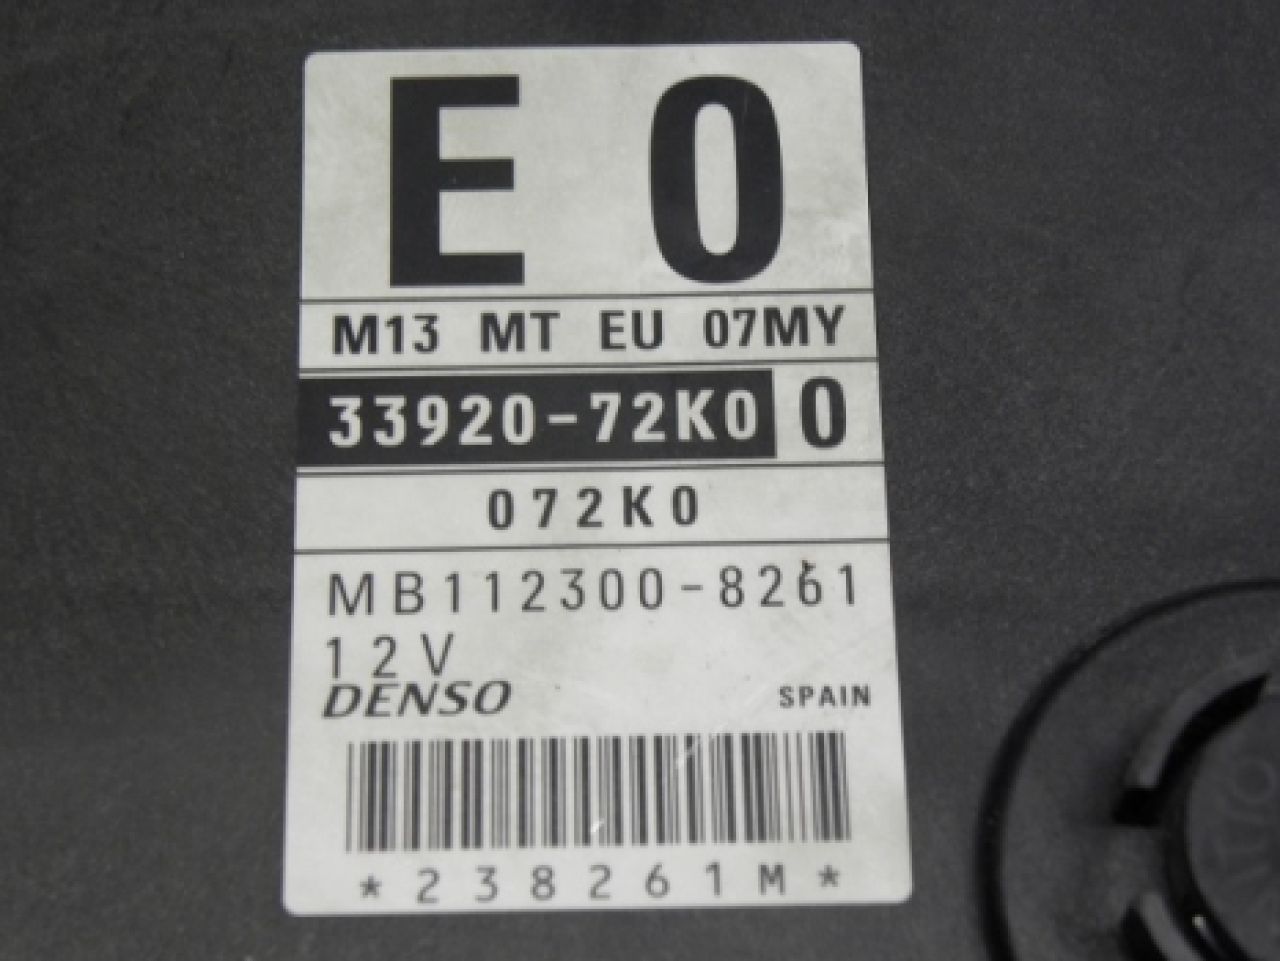 E 0
M13 MT EU 07MY
33920-72K0 0
072K0
MB112300-8261
12V
DENSO SPAIN
*238261M*